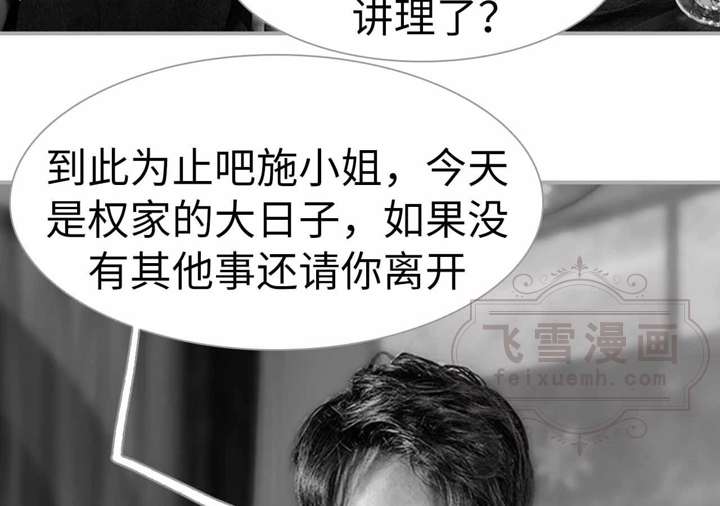 讲理了？
到此为止吧施小姐，今天
是权家的大日子，如果没
有其他事还请你离开
飞雪漫画
feixuemh.com